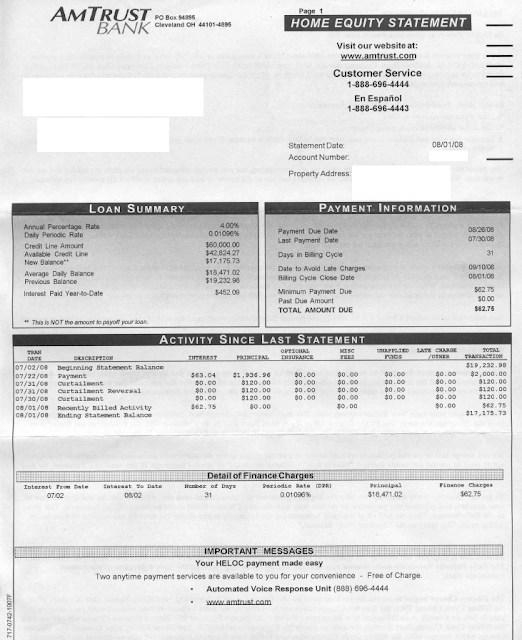 AMTRUST BANK
PO Box 94895
Cleveland OH 44101-4895
Page 1
HOME EQUITY STATEMENT
Visit our website at:
www.amtrust.com
Customer Service
1-888-696-4444
En Español
1-888-696-4443
Statement Date: 08/01/08
Account Number:
Property Address:
LOAN SUMMARY
Annual Percentage Rate 4.00%
Daily Periodic Rate 0.01096%
Credit Line Amount $60,000.00
Available Credit Line $42,824.27
New Balance** $17,175.73
Average Daily Balance $18,471.02
Previous Balance $19,232.98
Interest Paid Year-to-Date $452.09
** This is NOT the amount to payoff your loan.
PAYMENT INFORMATION
Payment Due Date 08/26/08
Last Payment Date 07/30/08
Days in Billing Cycle 31
Date to Avoid Late Charges 09/10/08
Billing Cycle Close Date 08/01/08
Minimum Payment Due $62.75
Past Due Amount $0.00
TOTAL AMOUNT DUE $62.75
ACTIVITY SINCE LAST STATEMENT
TRAN DATE DESCRIPTION INTEREST PRINCIPAL OPTIONAL INSURANCE MISC FEES UNAPPLIED FUNDS LATE CHARGE /OTHER TOTAL TRANSACTION
07/02/08 Beginning Statement Balance $19,232.98
07/22/08 Payment $63.04 $1,936.96 $0.00 $0.00 $0.00 $0.00 $2,000.00
07/31/08 Curtailment $0.00 $120.00 $0.00 $0.00 $0.00 $0.00 $120.00
07/31/08 Curtailment Reversal $0.00 $120.00 $0.00 $0.00 $0.00 $0.00 $120.00
07/30/08 Curtailment $0.00 $120.00 $0.00 $0.00 $0.00 $0.00 $120.00
08/01/08 Recently Billed Activity $62.75 $0.00 $0.00 $0.00 $62.75
08/01/08 Ending Statement Balance $17,175.73
Detail of Finance Charges
Interest From Date Interest To Date Number of Days Periodic Rate (DPR) Principal Finance Charges
07/02 08/02 31 0.01096% $18,471.02 $62.75
IMPORTANT MESSAGES
Your HELOC payment made easy
Two anytime payment services are available to you for your convenience - Free of Charge.
• Automated Voice Response Unit (888) 696-4444
• www.amtrust.com
717-0742-1007F